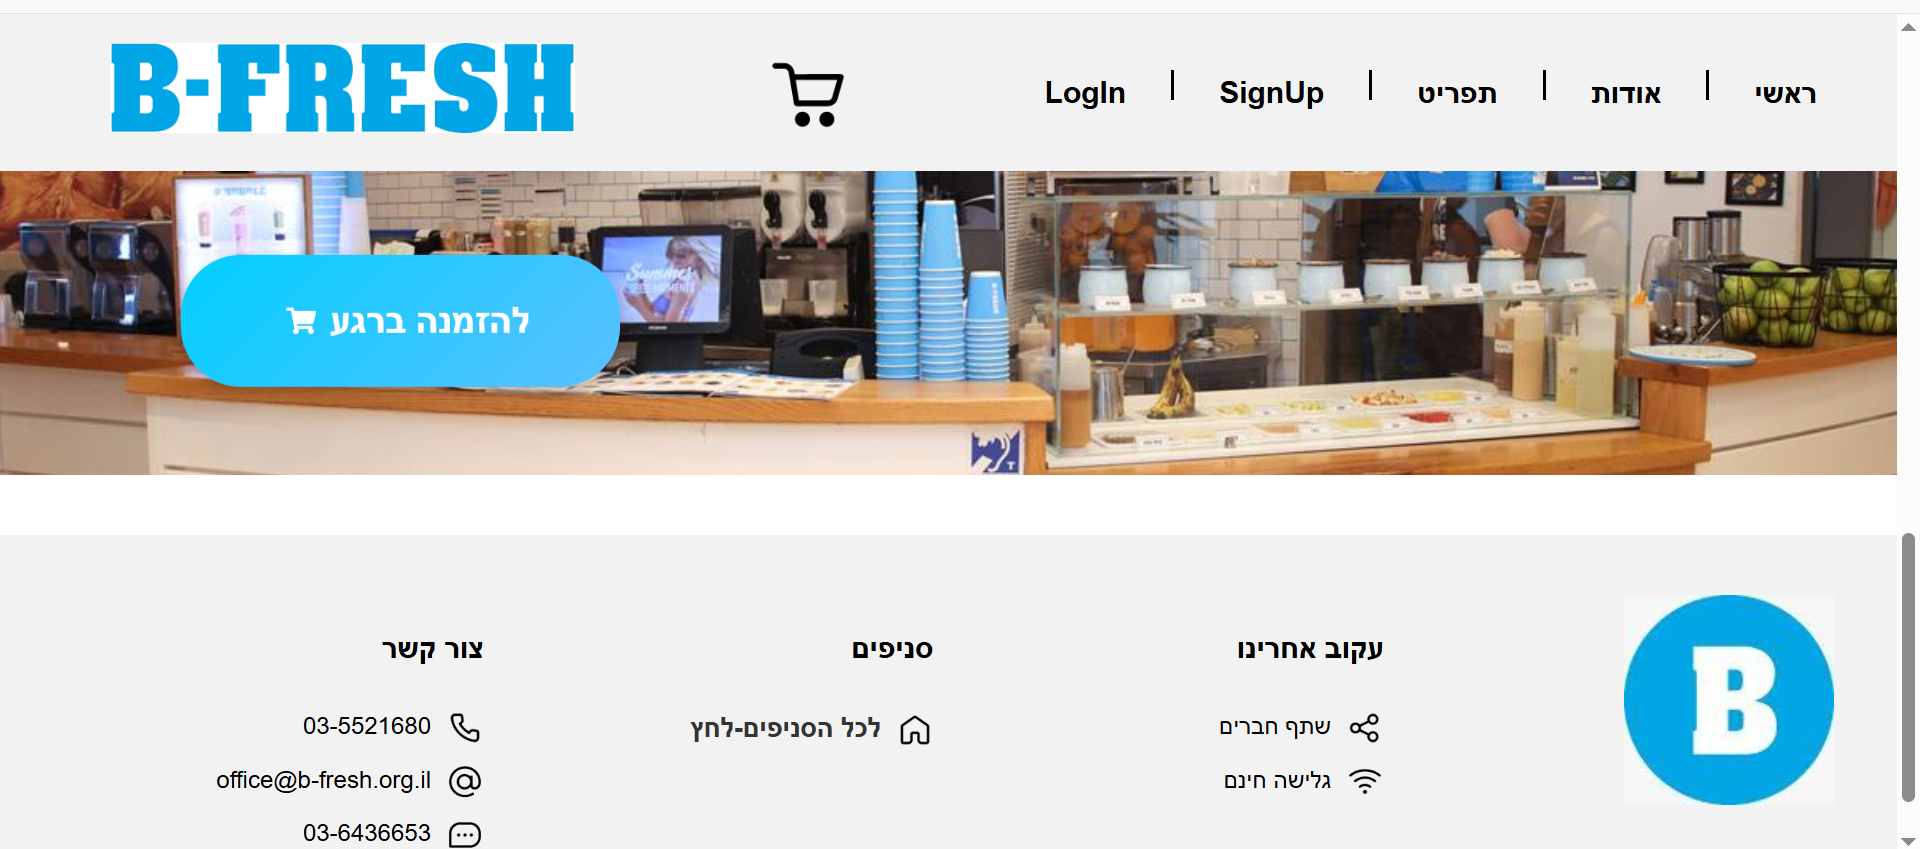 B-FRESH
ראשי | אודות | תפריט | SignUp | LogIn
Summer
להזמנה ברגע
T
עקוב אחרינו
שתף חברים
גלישה חינם
סניפים
לכל הסניפים-לחץ
צור קשר
03-5521680
office@b-fresh.org.il
03-6436653
B